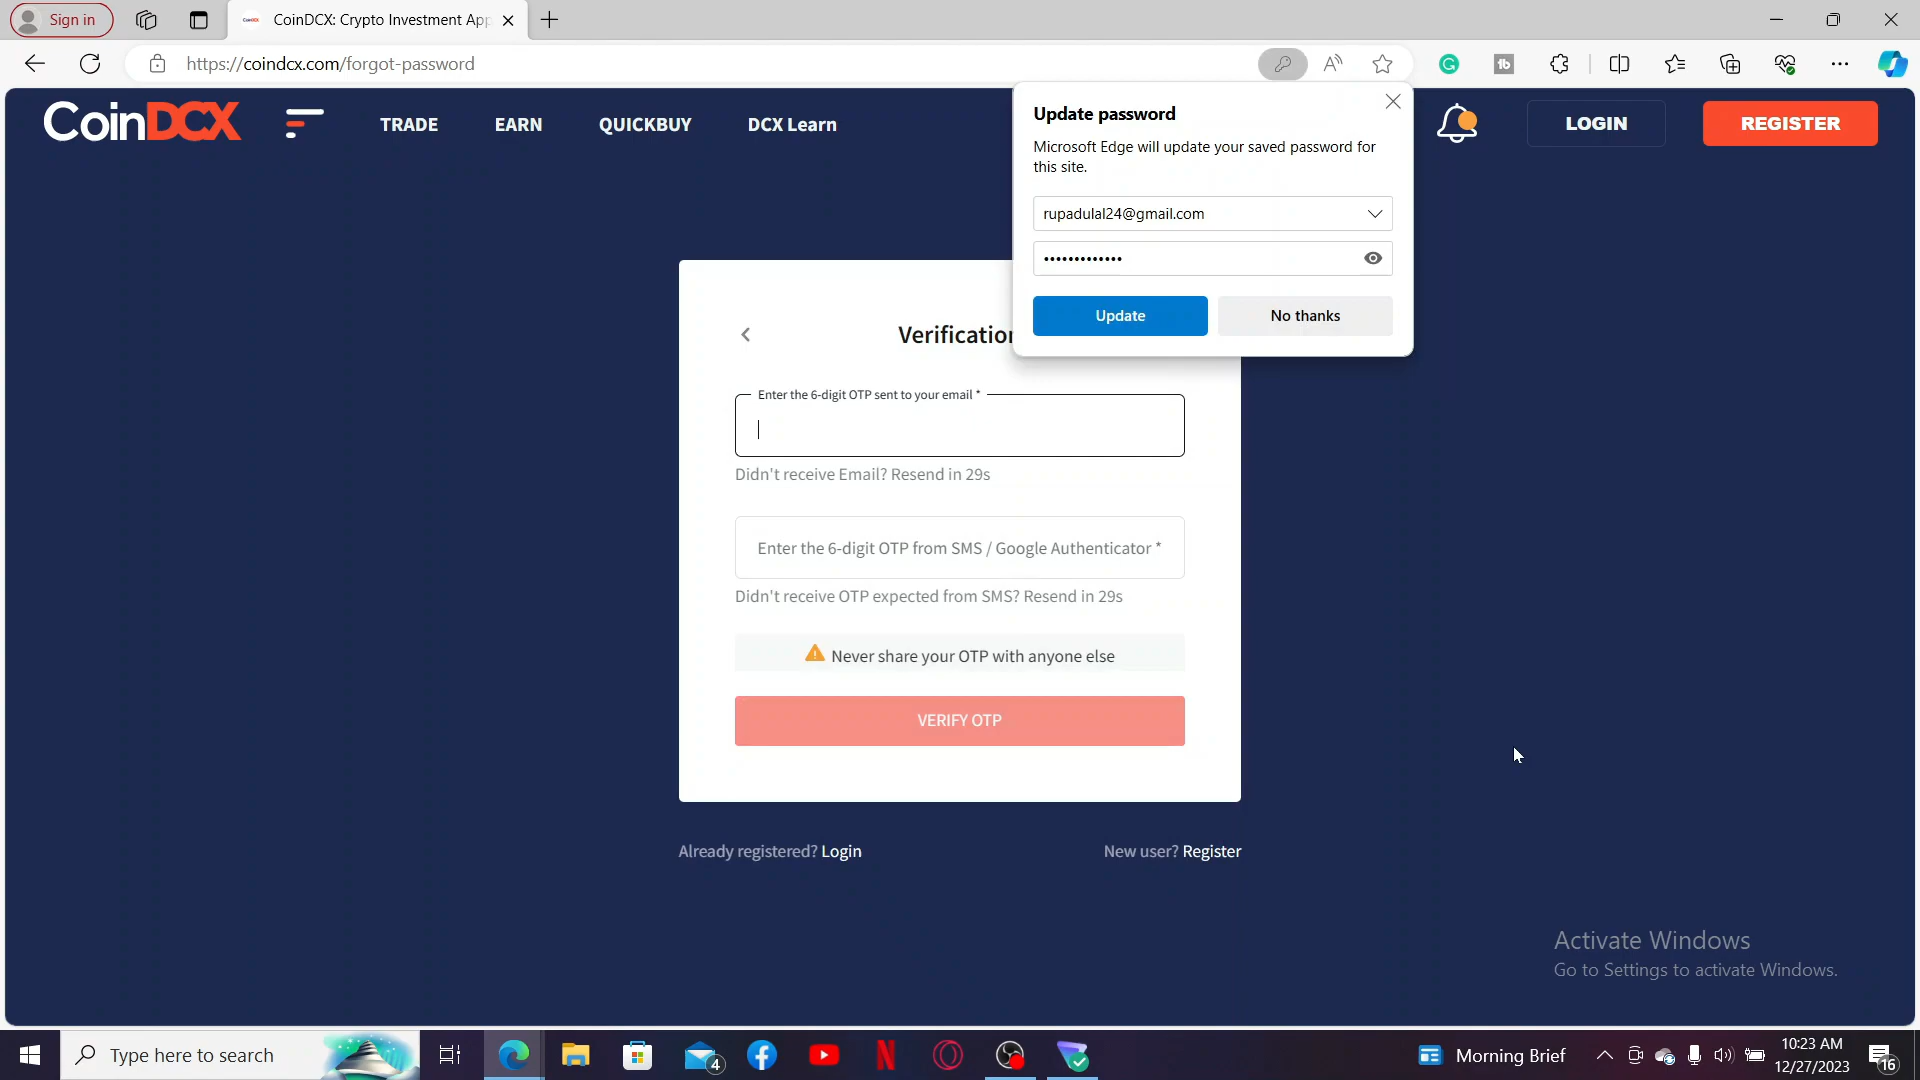 Sign in
CoinDCX: Crypto Investment App
https://coindcx.com/forgot-password
CoinDCX
TRADE
EARN
QUICKBUY
DCX Learn
LOGIN
REGISTER
Update password
Microsoft Edge will update your saved password for
this site.
rupadulal24@gmail.com
•••••••••••••
Update
No thanks
Verification
Enter the 6-digit OTP sent to your email *
Didn't receive Email? Resend in 29s
Enter the 6-digit OTP from SMS / Google Authenticator *
Didn't receive OTP expected from SMS? Resend in 29s
Never share your OTP with anyone else
VERIFY OTP
Already registered? Login
New user? Register
Activate Windows
Go to Settings to activate Windows.
Type here to search
4
Morning Brief
10:23 AM
12/27/2023
16